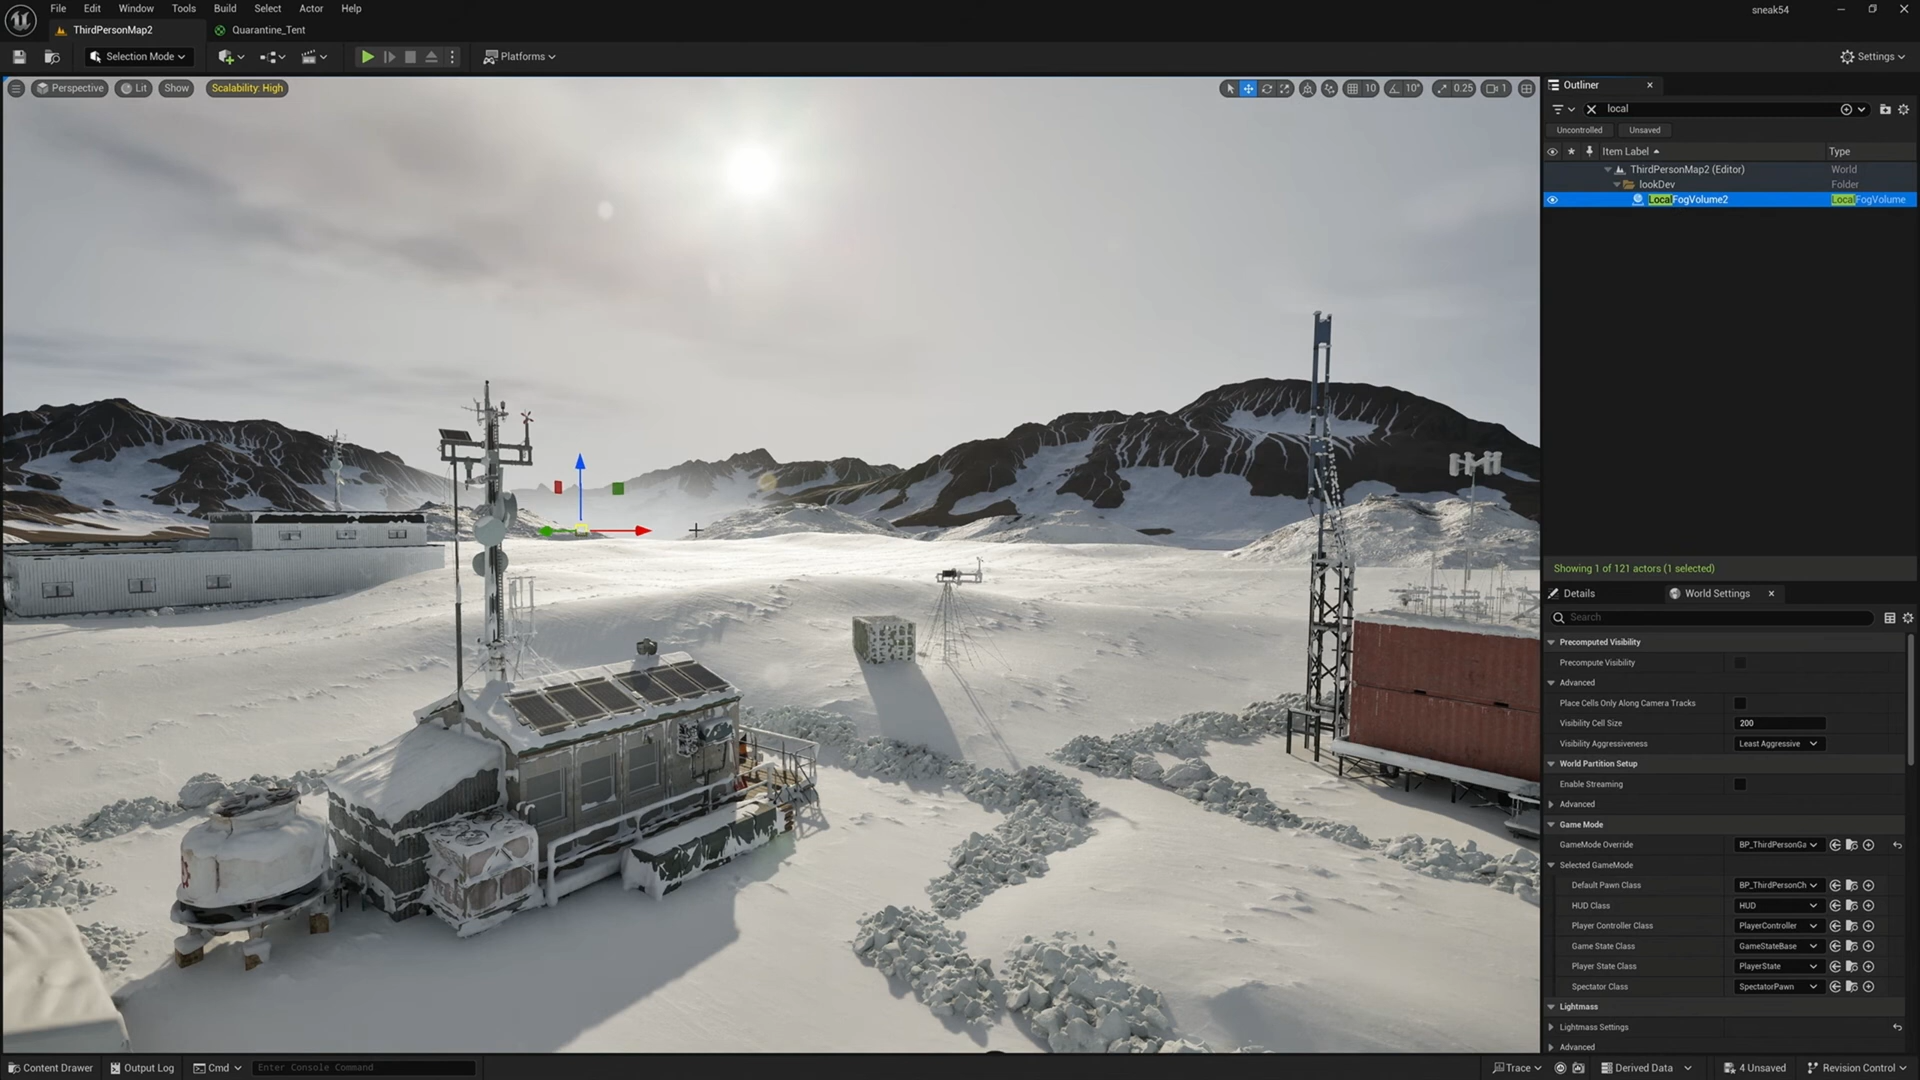 File Edit Window Tools Build Select Actor Help
sneak54
ThirdPersonMap2
Quarantine_Tent
Selection Mode
Platforms
Settings
Perspective
Lit
Show
Scalability: High
10
10°
0.25
1
Outliner
local
Uncontrolled
Unsaved
Item Label
Type
ThirdPersonMap2 (Editor)
World
lookDev
Folder
LocalFogVolume2
LocalFogVolume
Showing 1 of 121 actors (1 selected)
Details
World Settings
Search
Precomputed Visibility
Precompute Visibility
Advanced
Place Cells Only Along Camera Tracks
Visibility Cell Size
200
Visibility Aggressiveness
Least Aggressive
World Partition Setup
Enable Streaming
Advanced
Game Mode
GameMode Override
BP_ThirdPersonGa
Selected GameMode
Default Pawn Class
BP_ThirdPersonCh
HUD Class
HUD
Player Controller Class
PlayerController
Game State Class
GameStateBase
Player State Class
PlayerState
Spectator Class
SpectatorPawn
Lightmass
Lightmass Settings
Advanced
Content Drawer
Output Log
Cmd
Enter Console Command
Trace
Derived Data
4 Unsaved
Revision Control